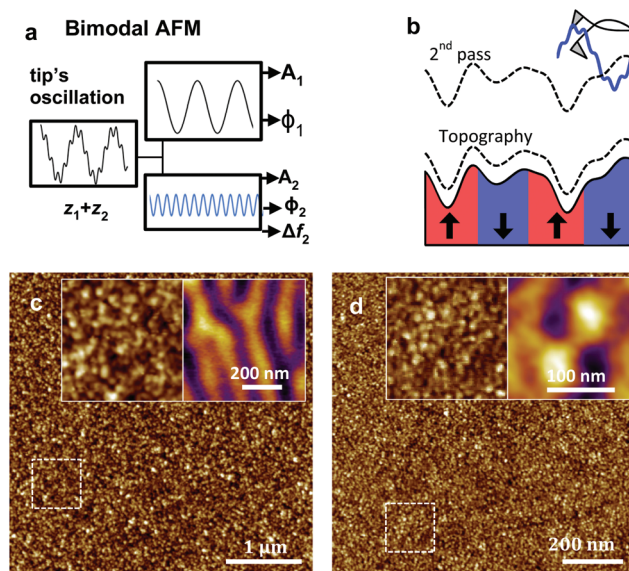 a Bimodal AFM
tip's
oscillation
z₁+z₂
A₁
ϕ₁
A₂
ϕ₂
Δf₂
b
2nd pass
Topography
c
200 nm
1 µm
d
100 nm
200 nm